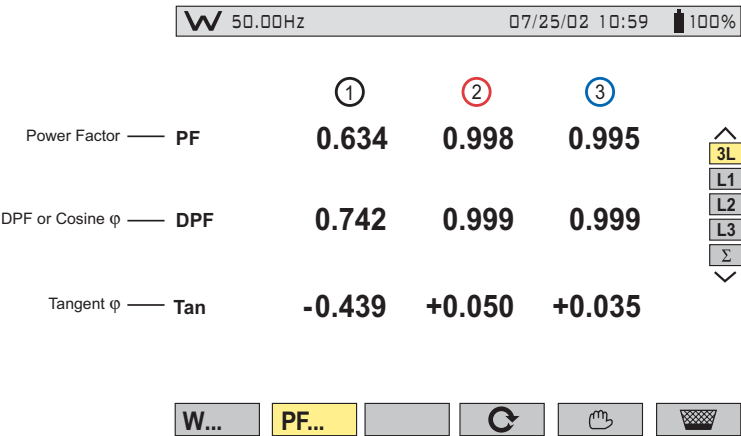 W 50.00Hz 07/25/02 10:59 100%
1 2 3
Power Factor PF 0.634 0.998 0.995
3L
L1
L2
DPF or Cosine φ DPF 0.742 0.999 0.999
L3
Σ
Tangent φ Tan -0.439 +0.050 +0.035
W... PF...